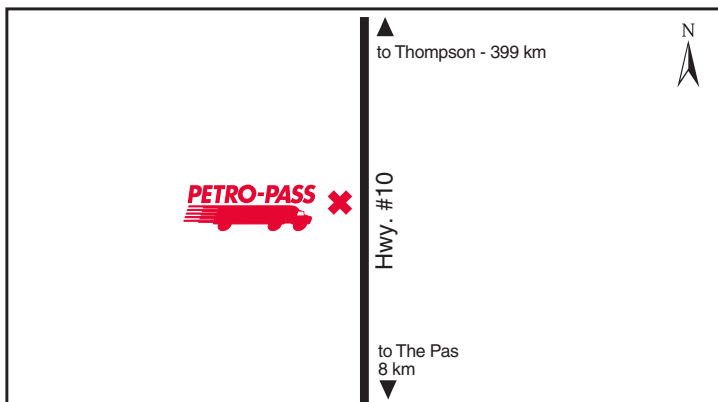 N
to Thompson - 399 km
PETRO-PASS
Hwy. #10
to The Pas
8 km